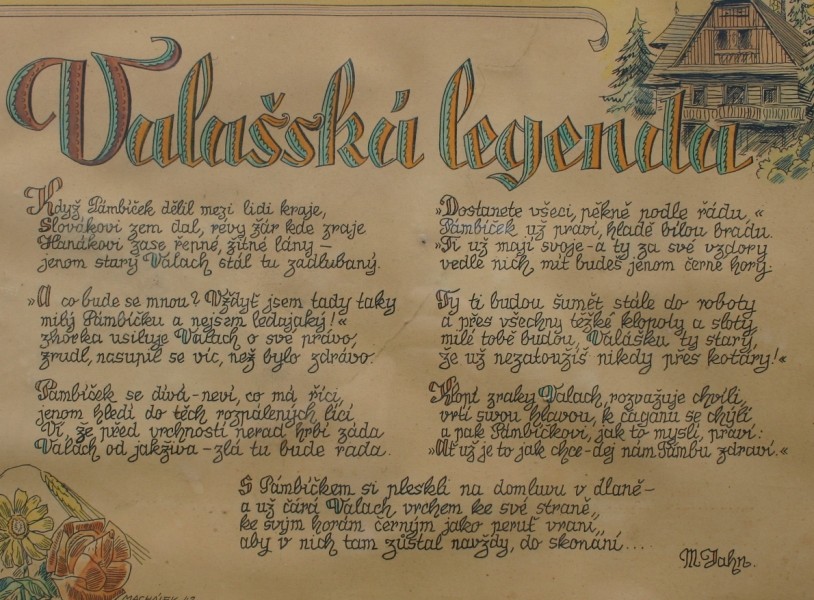 Valašská legenda
Když Pámbíček dělil mezi lidi kraje,
Slovákovi zem dal, révy žár kde zraje
Hanákovi zase řepné, žitné lány –
jenom starý Valach stál tu zadlubaný.
»A co bude se mnou? Vždyť jsem tady taky
milý Pámbíčku a nejsem ledajaký!«
zhorka usiluje Valach o své právo,
zrudl, nasupil se víc, než bylo zdrávo.
Pámbíček se dívá – neví, co má říci,
jenom hledí do těch rozpálených lící
Ví, že před vrchností nerad hrbí záda
Valach od jakživa – zlá tu bude rada.
»Dostanete všeci, pěkně podle řádu,«
Pámbíček už praví, hladě bílou bradu.
»Ti už mají svoje – a ty za své vzdory
vedle nich mít budeš jenom černé hory.
Ty ti budou šumět stále do roboty
a přes všechny těžké klopoty a sloty
milé tobě budou, Valášku ty starý,
že už nezatoužíš nikdy přes kotáry!«
Klopí zraky Valach, rozvažuje chvíli,
vrtí sivou hlavou, k čaganu se chýlí
a pak Pámbíčkovi, jak to myslí, praví:
»Ať už je to jak chce – dej nám Pámbu zdraví.«
S Pámbíčkem si pleskli na domluvu v dlaně –
a už čárá Valach vrchem ke své straně,
ke svým horám černým jako peruť vraní,
aby v nich tam zůstal navždy, do skonání...
M. Jahn.